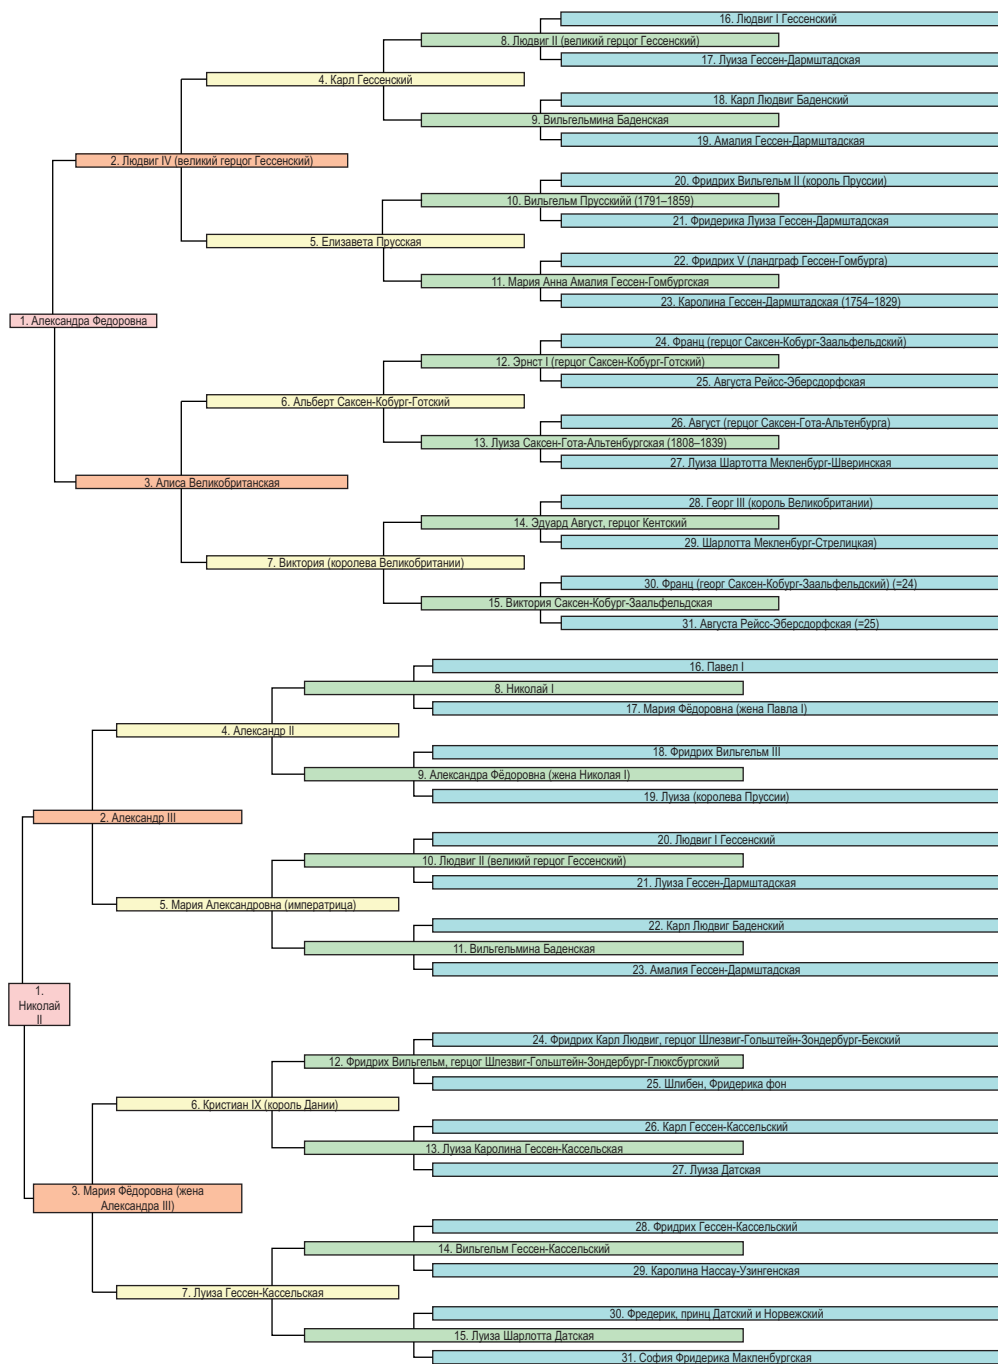 16. Людвиг I Гессенский
8. Людвиг II (великий герцог Гессенский)
17. Луиза Гессен-Дармштадская
4. Карл Гессенский
18. Карл Людвиг Баденский
9. Вильгельмина Баденская
19. Амалия Гессен-Дармштадская
2. Людвиг IV (великий герцог Гессенский)
20. Фридрих Вильгельм II (король Пруссии)
10. Вильгельм Прусскийй (1791–1859)
21. Фридерика Луиза Гессен-Дармштадская
5. Елизавета Прусская
22. Фридрих V (ландграф Гессен-Гомбурга)
11. Мария Анна Амалия Гессен-Гомбургская
23. Каролина Гессен-Дармштадская (1754–1829)
1. Александра Федоровна
24. Франц (герцог Саксен-Кобург-Заальфельдский)
12. Эрнст I (герцог Саксен-Кобург-Готский)
25. Августа Рейсс-Эберсдорфская
6. Альберт Саксен-Кобург-Готский
26. Август (герцог Саксен-Гота-Альтенбурга)
13. Луиза Саксен-Гота-Альтенбургская (1808–1839)
27. Луиза Шартотта Мекленбург-Шверинская
3. Алиса Великобританская
28. Георг III (король Великобритании)
14. Эдуард Август, герцог Кентский
29. Шарлотта Мекленбург-Стрелицкая)
7. Виктория (королева Великобритании)
30. Франц (георг Саксен-Кобург-Заальфельдский) (=24)
15. Виктория Саксен-Кобург-Заальфельдская
31. Августа Рейсс-Эберсдорфская (=25)
16. Павел I
8. Николай I
17. Мария Фёдоровна (жена Павла I)
4. Александр II
18. Фридрих Вильгельм III
9. Александра Фёдоровна (жена Николая I)
19. Луиза (королева Пруссии)
2. Александр III
20. Людвиг I Гессенский
10. Людвиг II (великий герцог Гессенский)
21. Луиза Гессен-Дармштадская
5. Мария Александровна (императрица)
22. Карл Людвиг Баденский
11. Вильгельмина Баденская
23. Амалия Гессен-Дармштадская
1.
Николай
II
24. Фридрих Карл Людвиг, герцог Шлезвиг-Гольштейн-Зондербург-Бекский
12. Фридрих Вильгельм, герцог Шлезвиг-Гольштейн-Зондербург-Глюксбургский
25. Шлибен, Фридерика фон
6. Кристиан IX (король Дании)
26. Карл Гессен-Кассельский
13. Луиза Каролина Гессен-Кассельская
27. Луиза Датская
3. Мария Фёдоровна (жена
Александра III)
28. Фридрих Гессен-Кассельский
14. Вильгельм Гессен-Кассельский
29. Каролина Нассау-Узингенская
7. Луиза Гессен-Кассельская
30. Фредерик, принц Датский и Норвежский
15. Луиза Шарлотта Датская
31. София Фридерика Макленбургская